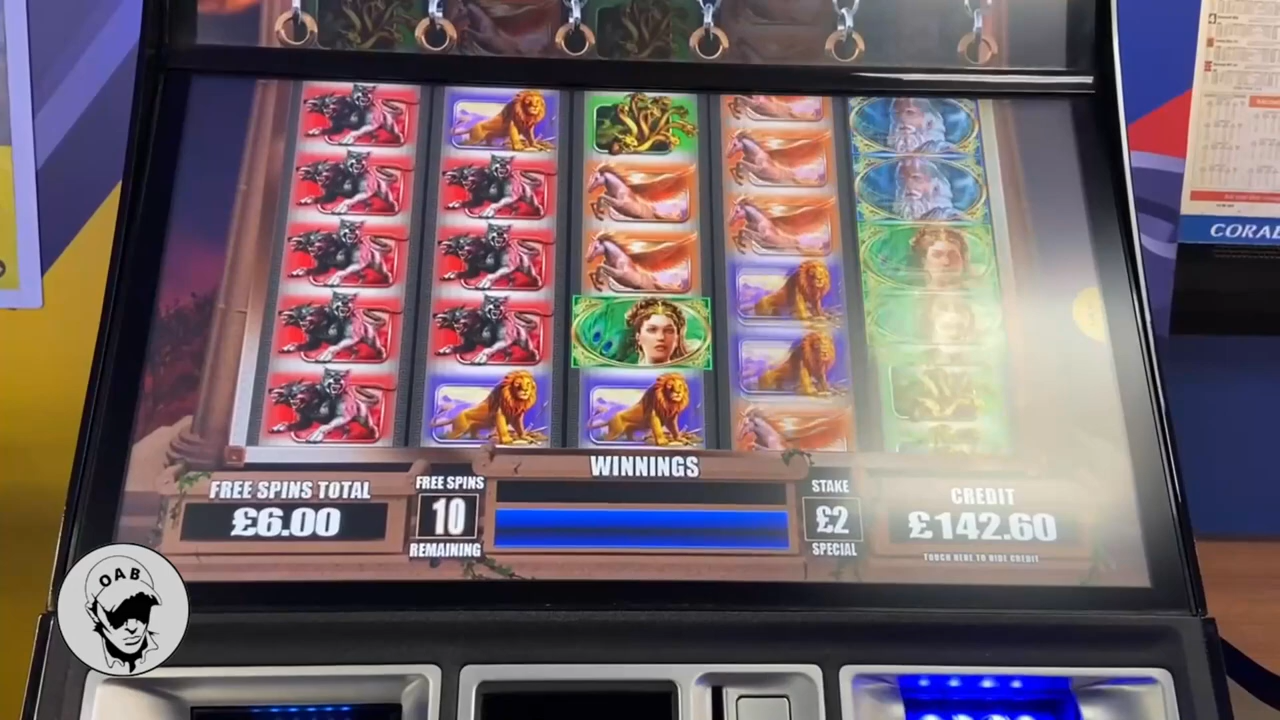 CORAL
WINNINGS
FREE SPINS TOTAL
£6.00
FREE SPINS
10
REMAINING
STAKE
£2
SPECIAL
CREDIT
£142.60
TOUCH HERE TO HIDE CREDIT
OAB